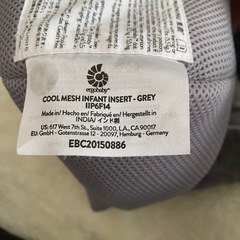 ergobaby
COOL MESH INFANT INSERT - GREY
IIP6F14
Made in/ Hecho en/ Fabriqué en/ Hergestellt in
INDIA/ インド製
US: 617 West 7th St., Suite 1000, L.A., CA 90017
EU: GmbH - Gotenstrasse 12 - 20097, Hamburg - Germany
EBC20150886